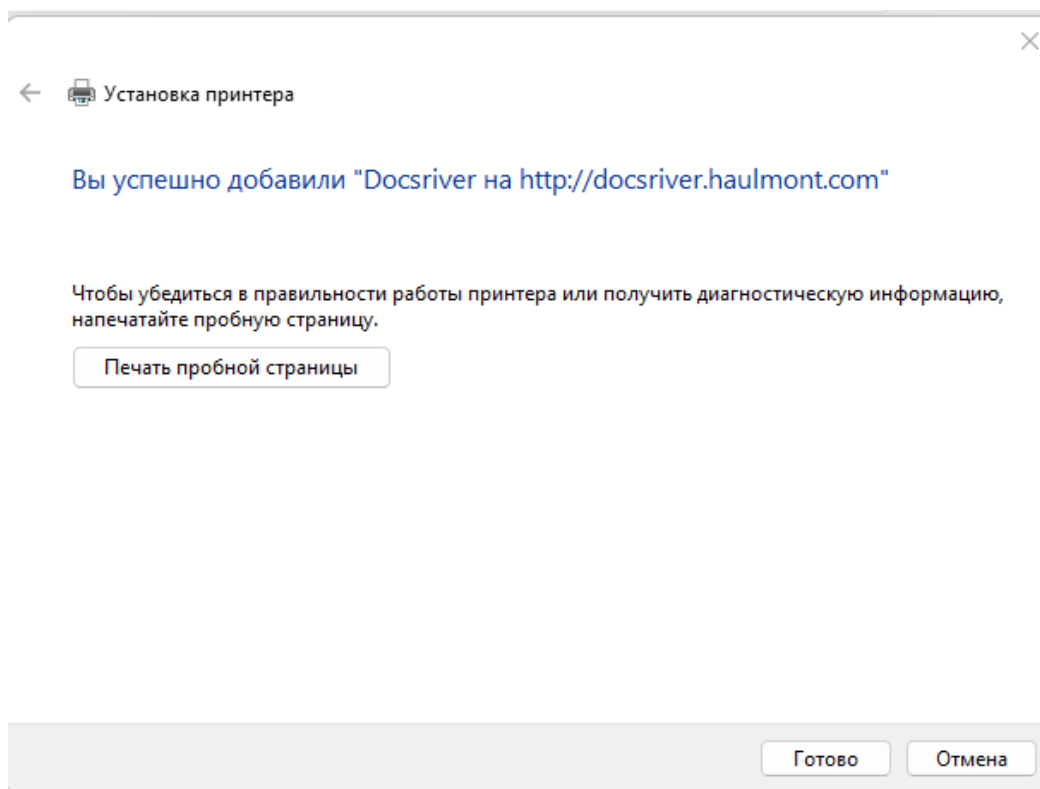 Установка принтера
Вы успешно добавили "Docsriver на http://docsriver.haulmont.com"
Чтобы убедиться в правильности работы принтера или получить диагностическую информацию,
напечатайте пробную страницу.
Печать пробной страницы
Готово
Отмена